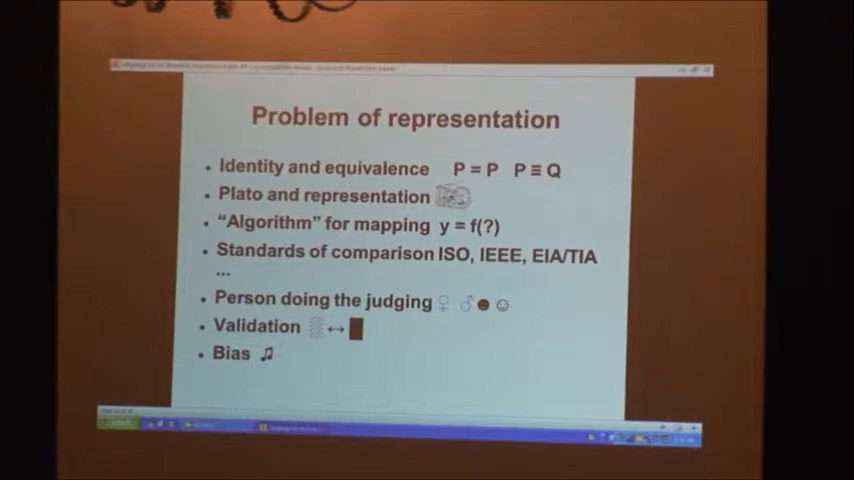 Problem of representation
• Identity and equivalence P = P P ≡ Q
• Plato and representation
• “Algorithm” for mapping y = f(?)
• Standards of comparison ISO, IEEE, EIA/TIA
...
• Person doing the judging ♀ ♂ ☻ ☺
• Validation ░ ↔ █
• Bias ♫